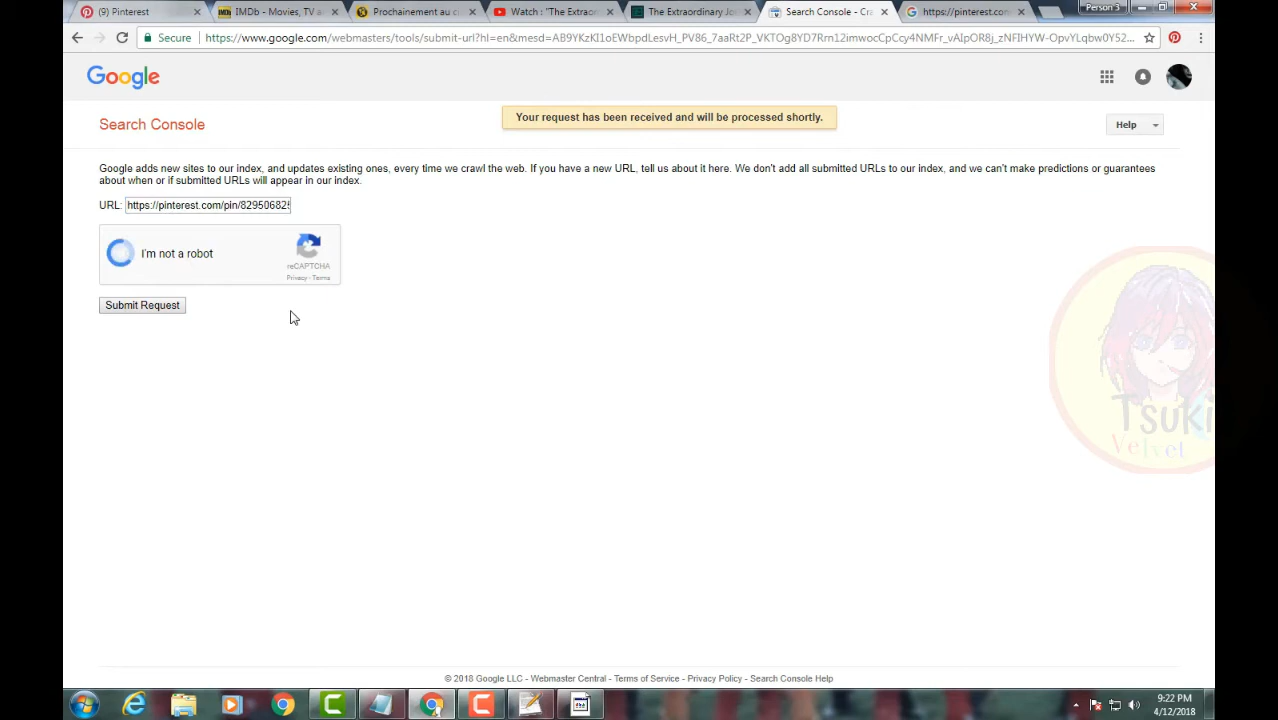 (9) Pinterest
IMDb - Movies, TV a
Prochainement au ci
Watch : 'The Extraor
The Extraordinary Jo
Search Console - Cra
https://pinterest.con
Person 3
Secure
https://www.google.com/webmasters/tools/submit-url?hl=en&mesd=
Google
Your request has been received and will be processed shortly.
Search Console
Help
Google adds new sites to our index, and updates existing ones, every time we crawl the web. If you have a new URL, tell us about it here. We don't add all submitted URLs to our index, and we can't make predictions or guarantees
about when or if submitted URLs will appear in our index.
URL: https://pinterest.com/pin/82950682
I'm not a robot
reCAPTCHA
Privacy - Terms
Submit Request
Tsuki
Velvet
© 2018 Google LLC - Webmaster Central - Terms of Service - Privacy Policy - Search Console Help
9:22 PM
4/12/2018